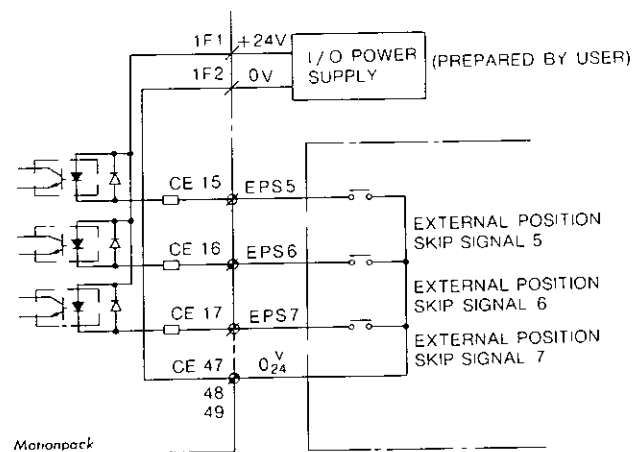 1F1 +24V
I/O POWER
SUPPLY
(PREPARED BY USER)
1F2 0V
CE 15 EPS5
EXTERNAL POSITION
SKIP SIGNAL 5
CE 16 EPS6
EXTERNAL POSITION
SKIP SIGNAL 6
CE 17 EPS7
EXTERNAL POSITION
SKIP SIGNAL 7
CE 47 0V24
48
49
Motionpack